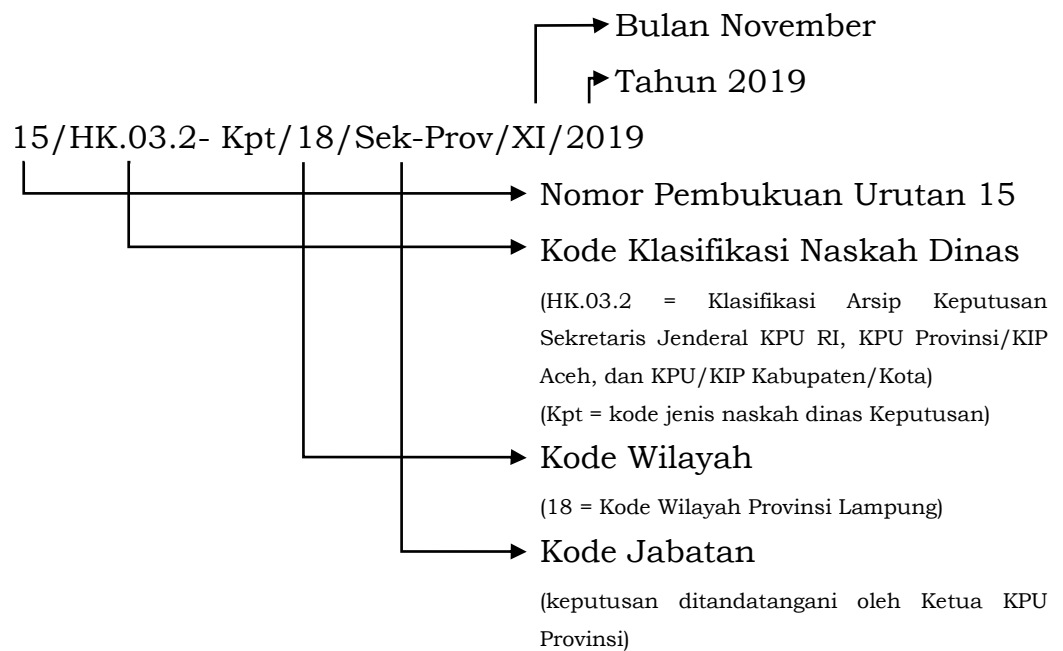 Bulan November
Tahun 2019
15/HK.03.2- Kpt/18/Sek-Prov/XI/2019
Nomor Pembukuan Urutan 15
Kode Klasifikasi Naskah Dinas
(HK.03.2 = Klasifikasi Arsip Keputusan
Sekretaris Jenderal KPU RI, KPU Provinsi/KIP
Aceh, dan KPU/KIP Kabupaten/Kota)
(Kpt = kode jenis naskah dinas Keputusan)
Kode Wilayah
(18 = Kode Wilayah Provinsi Lampung)
Kode Jabatan
(keputusan ditandatangani oleh Ketua KPU
Provinsi)